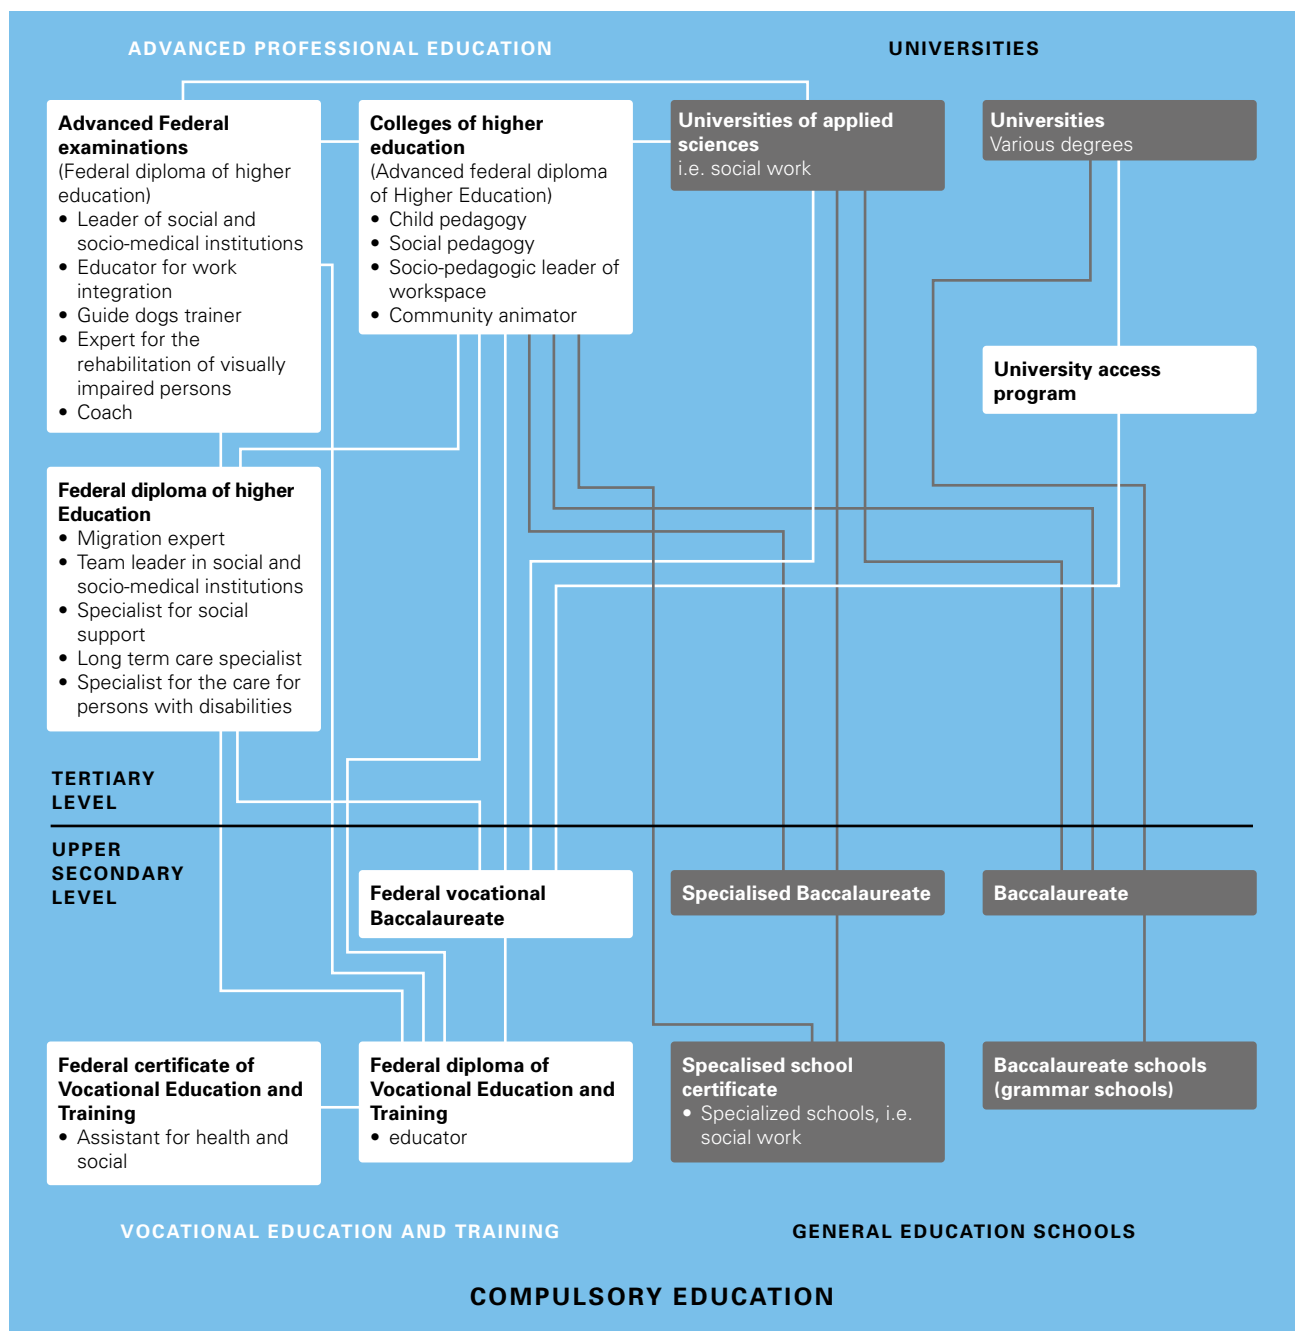 ADVANCED PROFESSIONAL EDUCATION
UNIVERSITIES
Advanced Federal
examinations
(Federal diploma of higher
education)
• Leader of social and
socio-medical institutions
• Educator for work
integration
• Guide dogs trainer
• Expert for the
rehabilitation of visually
impaired persons
• Coach
Colleges of higher
education
(Advanced federal diploma
of Higher Education)
• Child pedagogy
• Social pedagogy
• Socio-pedagogic leader of
workspace
• Community animator
Universities of applied
sciences
i.e. social work
Universities
Various degrees
University access
program
Federal diploma of higher
Education
• Migration expert
• Team leader in social and
socio-medical institutions
• Specialist for social
support
• Long term care specialist
• Specialist for the care for
persons with disabilities
TERTIARY
LEVEL
UPPER
SECONDARY
LEVEL
Federal vocational
Baccalaureate
Specialised Baccalaureate
Baccalaureate
Federal certificate of
Vocational Education and
Training
• Assistant for health and
social
Federal diploma of
Vocational Education and
Training
• educator
Specalised school
certificate
• Specialized schools, i.e.
social work
Baccalaureate schools
(grammar schools)
VOCATIONAL EDUCATION AND TRAINING
GENERAL EDUCATION SCHOOLS
COMPULSORY EDUCATION